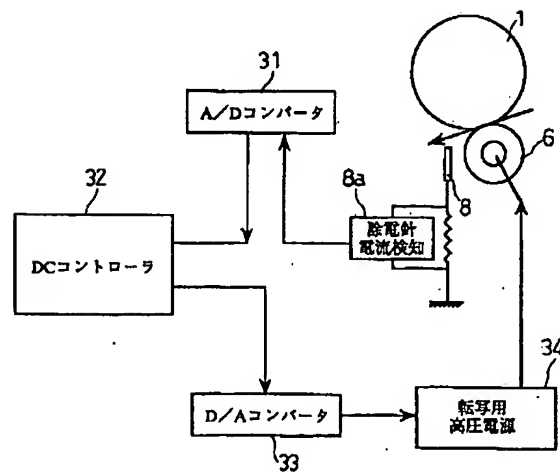 1
31
A/Dコンバータ
6
32
8a
8
除電針
電流検知
DCコントローラ
34
D/Aコンバータ
転写用
高圧電源
33